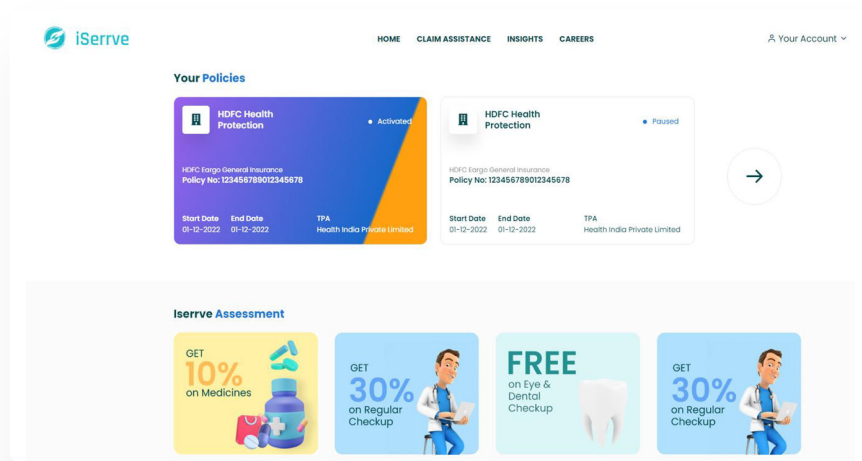 iSerrve
HOME CLAIM ASSISTANCE INSIGHTS CAREERS
Your Account
Your Policies
HDFC Health
Protection
Activated
HDFC Eargo General Insurance
Policy No: 123456789012345678
Start Date End Date TPA
01-12-2022 01-12-2022 Health India Private Limited
HDFC Health
Protection
Paused
HDFC Eargo General Insurance
Policy No: 123456789012345678
Start Date End Date TPA
01-12-2022 01-12-2022 Health India Private Limited
Iserrve Assessment
GET
10%
on Medicines
GET
30%
on Regular
Checkup
FREE
on Eye &
Dental
Checkup
GET
30%
on Regular
Checkup